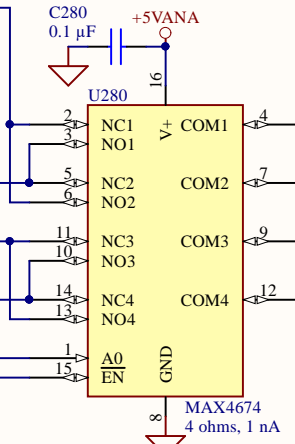 C280
0.1 µF
+5VANA
16
U280
V+
2 NC1 COM1 4
3 NO1
5 NC2 COM2 7
6 NO2
11 NC3 COM3 9
10 NO3
14 NC4 COM4 12
13 NO4
1 A0
15 EN
GND
8
MAX4674
4 ohms, 1 nA